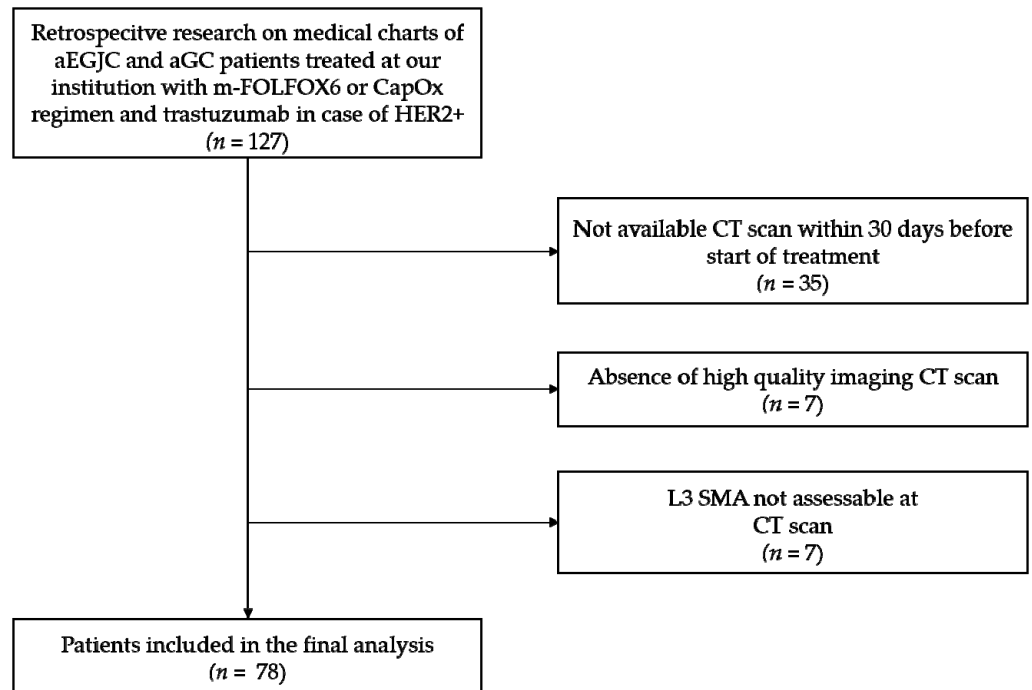 Retrospecitve research on medical charts of
aEGJC and aGC patients treated at our
institution with m-FOLFOX6 or CapOx
regimen and trastuzumab in case of HER2+
(n = 127)
Not available CT scan within 30 days before
start of treatment
(n = 35)
Absence of high quality imaging CT scan
(n = 7)
L3 SMA not assessable at
CT scan
(n = 7)
Patients included in the final analysis
(n = 78)